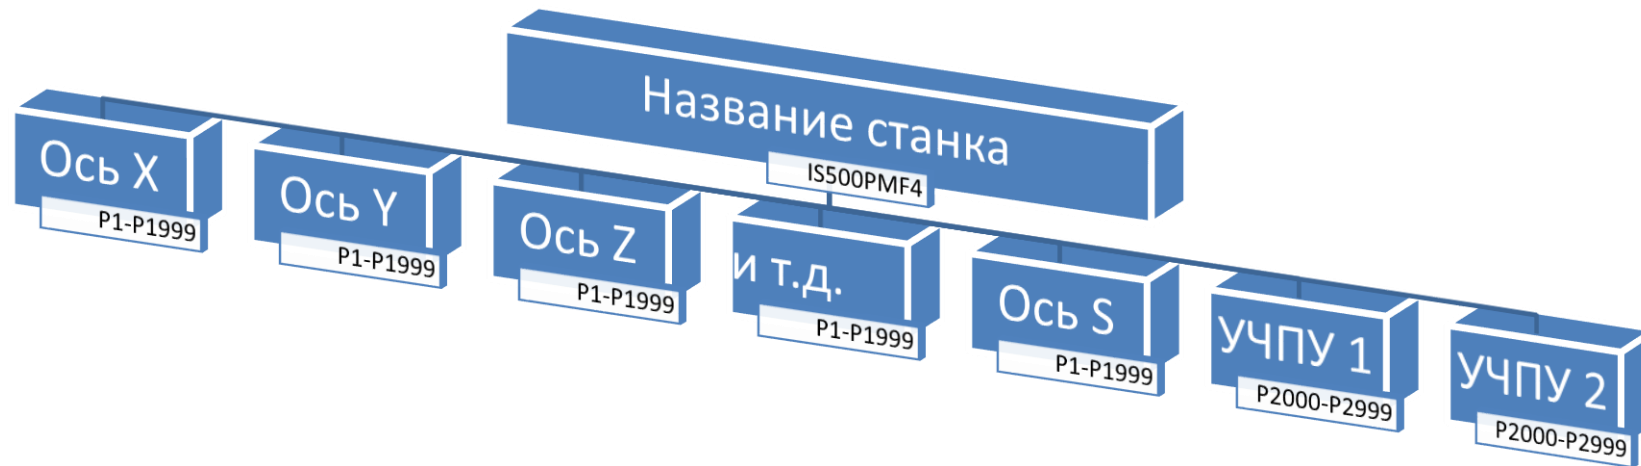 Название станка
IS500PMF4
Ось X
P1-P1999
Ось Y
P1-P1999
Ось Z
P1-P1999
и т.д.
P1-P1999
Ось S
P1-P1999
УЧПУ 1
P2000-P2999
УЧПУ 2
P2000-P2999